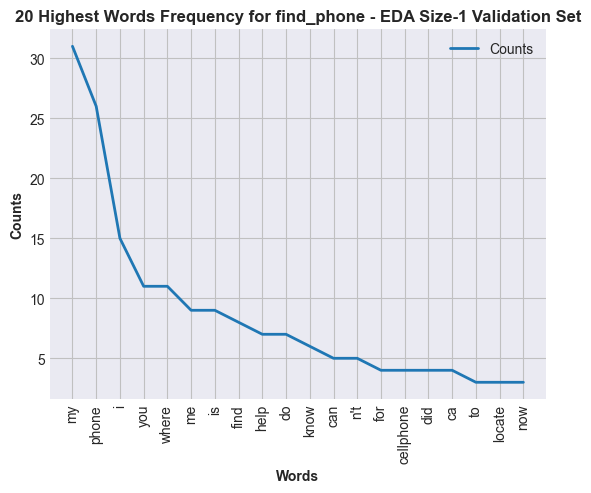 20 Highest Words Frequency for find_phone - EDA Size-1 Validation Set
Counts
30
25
20
15
10
5
Counts
my
phone
i
you
where
me
is
find
help
do
know
can
n't
for
cellphone
did
ca
to
locate
now
Words